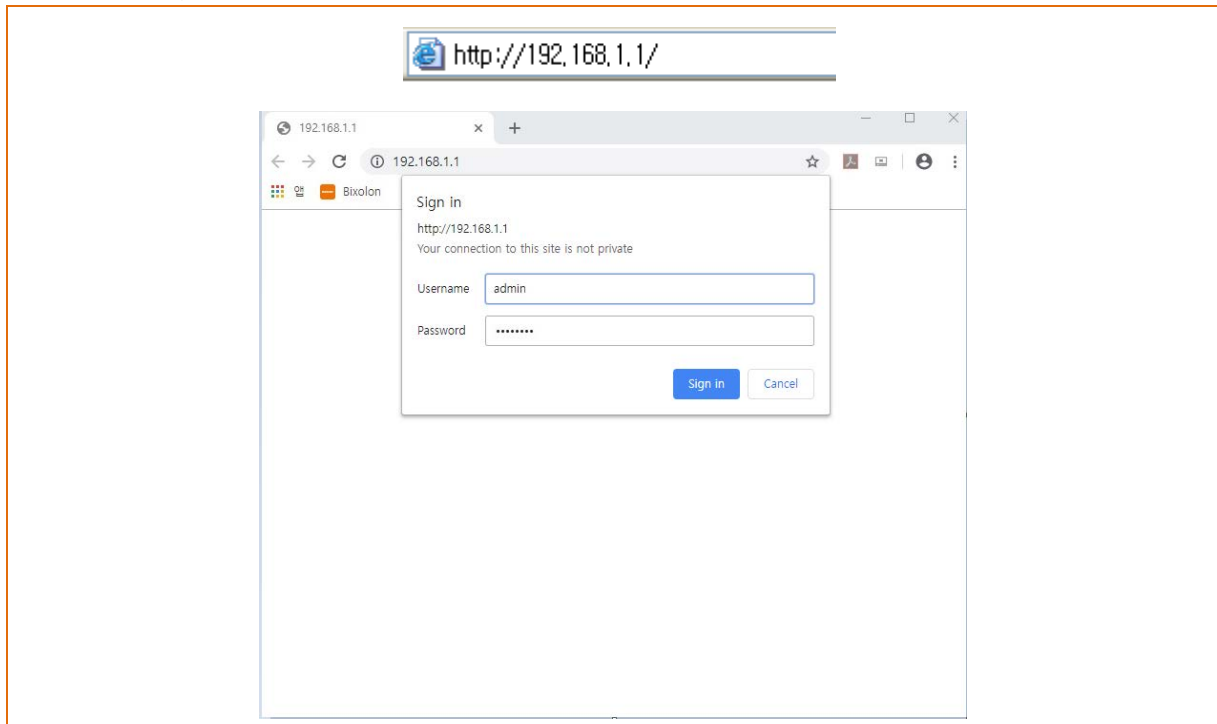 http://192,168,1,1/
192.168.1.1
192.168.1.1
앱 Bixolon
Sign in
http://192.168.1.1
Your connection to this site is not private
Username admin
Password ••••••••
Sign in Cancel